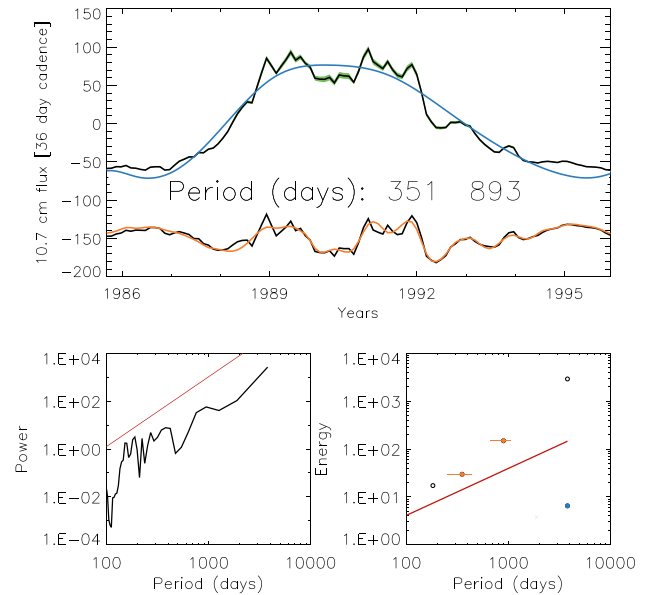 10.7 cm flux [36 day cadence]
150
100
50
0
−50
−100
−150
−200
Period (days): 351 893
1986 1989 1992 1995
Years
Power
1.E+04
1.E+02
1.E+00
1.E−02
1.E−04
100 1000 10000
Period (days)
Energy
1.E+04
1.E+03
1.E+02
1.E+01
1.E+00
100 1000 10000
Period (days)